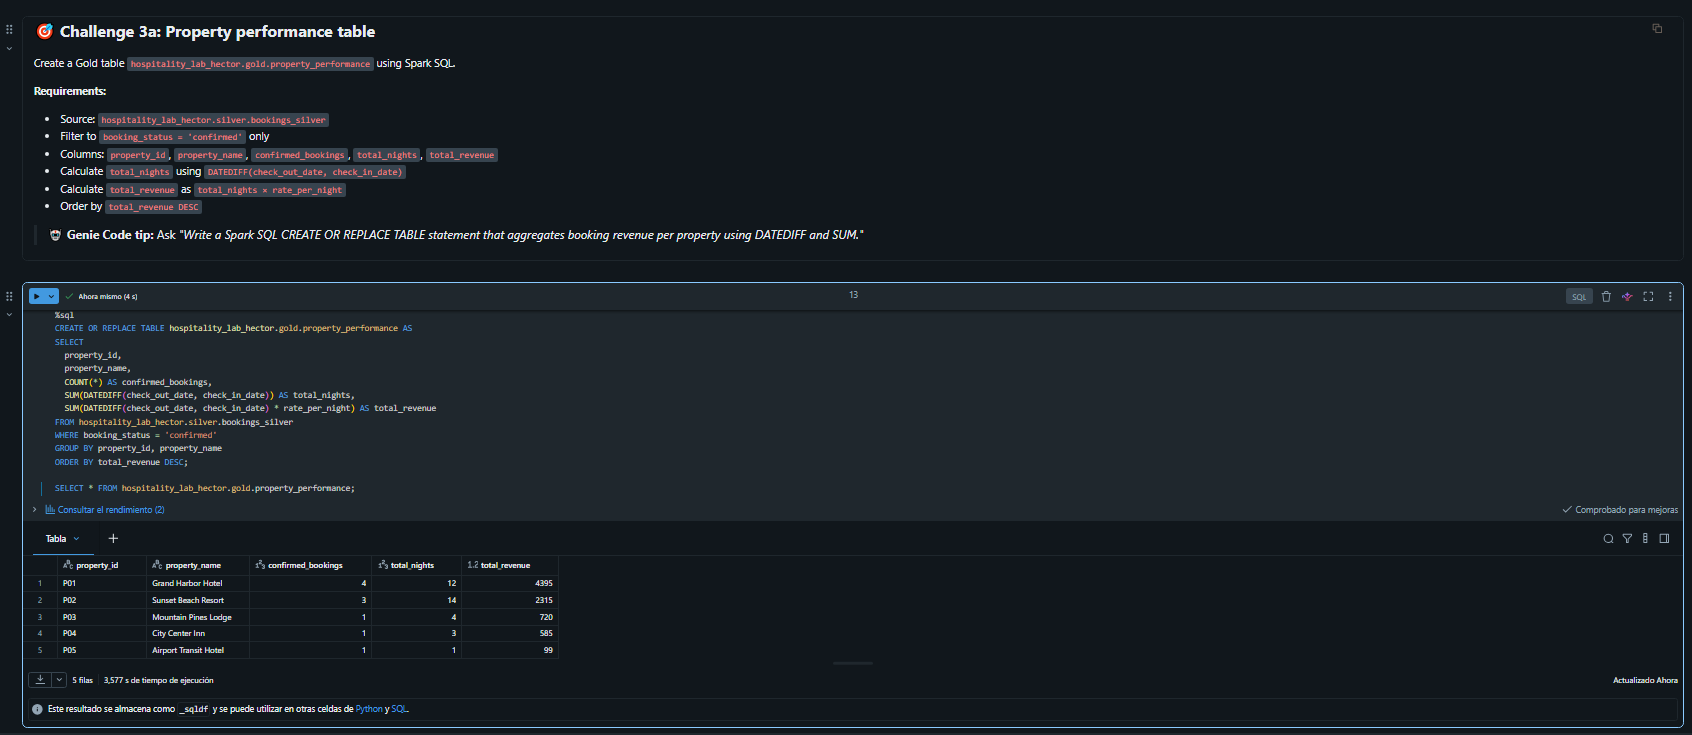 🎯 Challenge 3a: Property performance table
Create a Gold table hospitality_lab_hector.gold.property_performance using Spark SQL.
Requirements:
• Source: hospitality_lab_hector.silver.bookings_silver
• Filter to booking_status = 'confirmed' only
• Columns: property_id, property_name, confirmed_bookings, total_nights, total_revenue
• Calculate total_nights using DATEDIFF(check_out_date, check_in_date)
• Calculate total_revenue as total_nights × rate_per_night
• Order by total_revenue DESC
Genie Code tip: Ask "Write a Spark SQL CREATE OR REPLACE TABLE statement that aggregates booking revenue per property using DATEDIFF and SUM."
Ahora mismo (4 s) 13 SQL
%sql
CREATE OR REPLACE TABLE hospitality_lab_hector.gold.property_performance AS
SELECT
property_id,
property_name,
COUNT(*) AS confirmed_bookings,
SUM(DATEDIFF(check_out_date, check_in_date)) AS total_nights,
SUM(DATEDIFF(check_out_date, check_in_date) * rate_per_night) AS total_revenue
FROM hospitality_lab_hector.silver.bookings_silver
WHERE booking_status = 'confirmed'
GROUP BY property_id, property_name
ORDER BY total_revenue DESC;
SELECT * FROM hospitality_lab_hector.gold.property_performance;
Consultar el rendimiento (2) Comprobado para mejoras
Tabla
property_id property_name confirmed_bookings total_nights 1.2 total_revenue
1 P01 Grand Harbor Hotel 4 12 4395
2 P02 Sunset Beach Resort 3 14 2315
3 P03 Mountain Pines Lodge 1 4 720
4 P04 City Center Inn 1 3 585
5 P05 Airport Transit Hotel 1 1 99
5 filas 3,577 s de tiempo de ejecución Actualizado Ahora
Este resultado se almacena como _sqldf y se puede utilizar en otras celdas de Python y SQL.